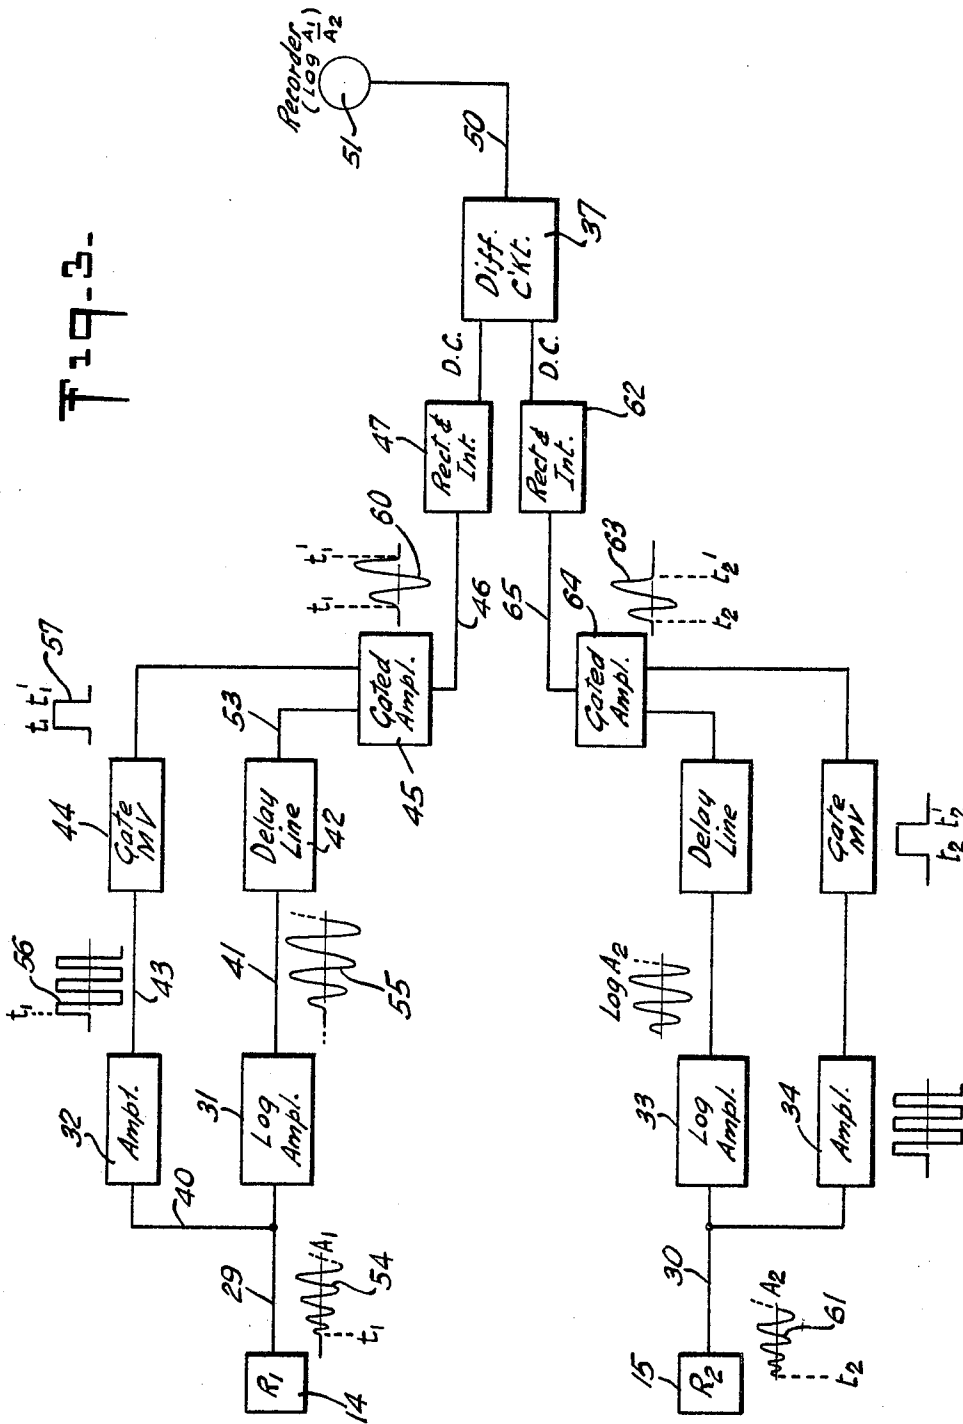 Fig-3-
Recorder
(Log A1/A2)
51
50
Diff.
C'kt.
37
D.C.
D.C.
47
Rect &
Int.
Rect &
Int.
62
t1 t1'
60
46
65
63
t2 t2'
64
t1 t1'
57
53
Gated
Ampl.
45
Gated
Ampl.
44
Gate
MV
Delay
Line
42
Delay
Line
Gate
MV
t2 t2'
t1
56
43
41
55
Log A2
32
Ampl.
31
Log
Ampl.
33
Log
Ampl.
34
Ampl.
40
29
A1
54
t1
30
A2
61
t2
R1
14
15
R2